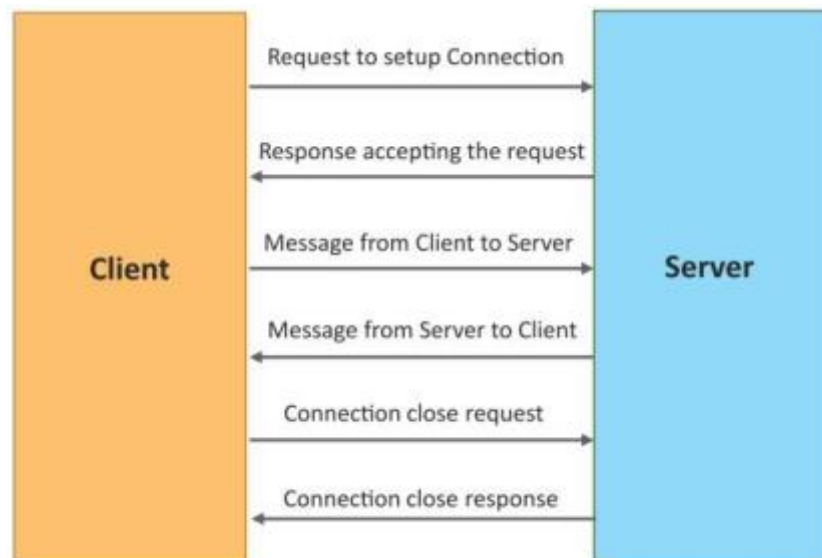 Request to setup Connection
Response accepting the request
Message from Client to Server
Client
Server
Message from Server to Client
Connection close request
Connection close response